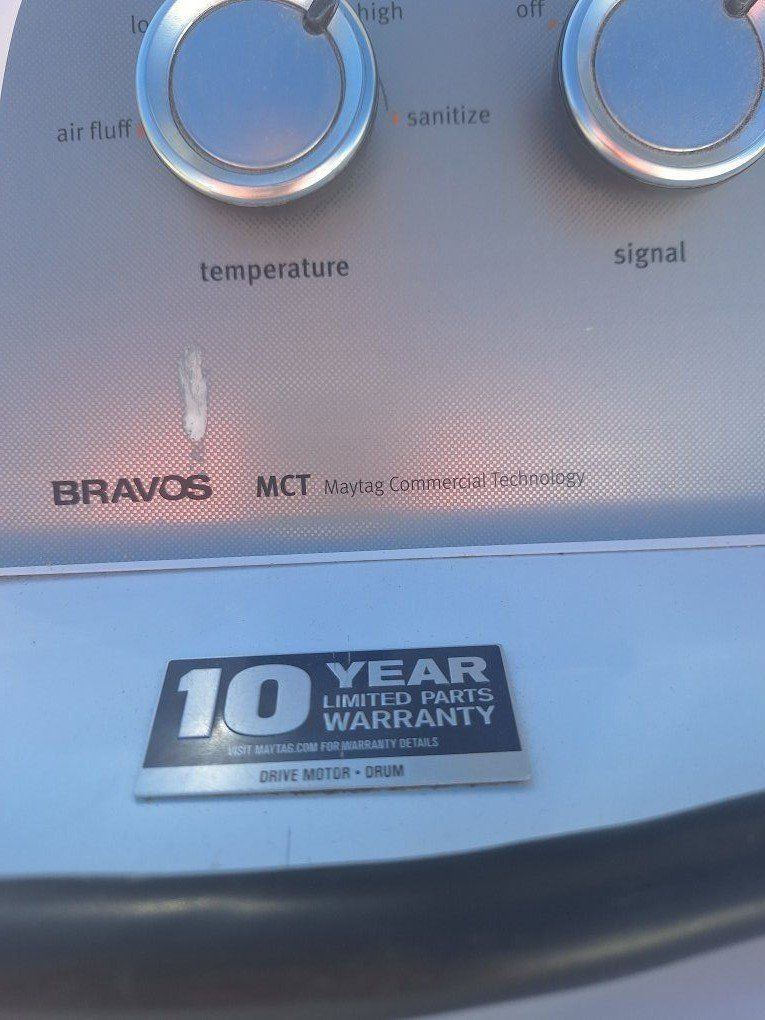 high
off
air fluff
sanitize
temperature
signal
BRAVOS
MCT Maytag Commercial Technology
10 YEAR
LIMITED PARTS
WARRANTY
VISIT MAYTAG.COM FOR WARRANTY DETAILS
DRIVE MOTOR • DRUM